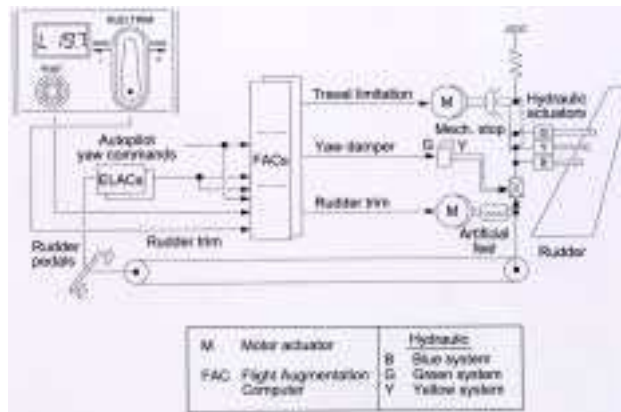 RUD TRIM
L 19.7
Travel limitation
M
Hydraulic
actuators
Mech. stop
Autopilot
yaw commands
FACs
Yaw damper
G Y
ELACs
Rudder trim
M
Artificial
feel
Rudder
pedals
Rudder trim
Rudder
M Motor actuator
FAC Flight Augmentation
Computer
Hydraulic
B Blue system
G Green system
Y Yellow system